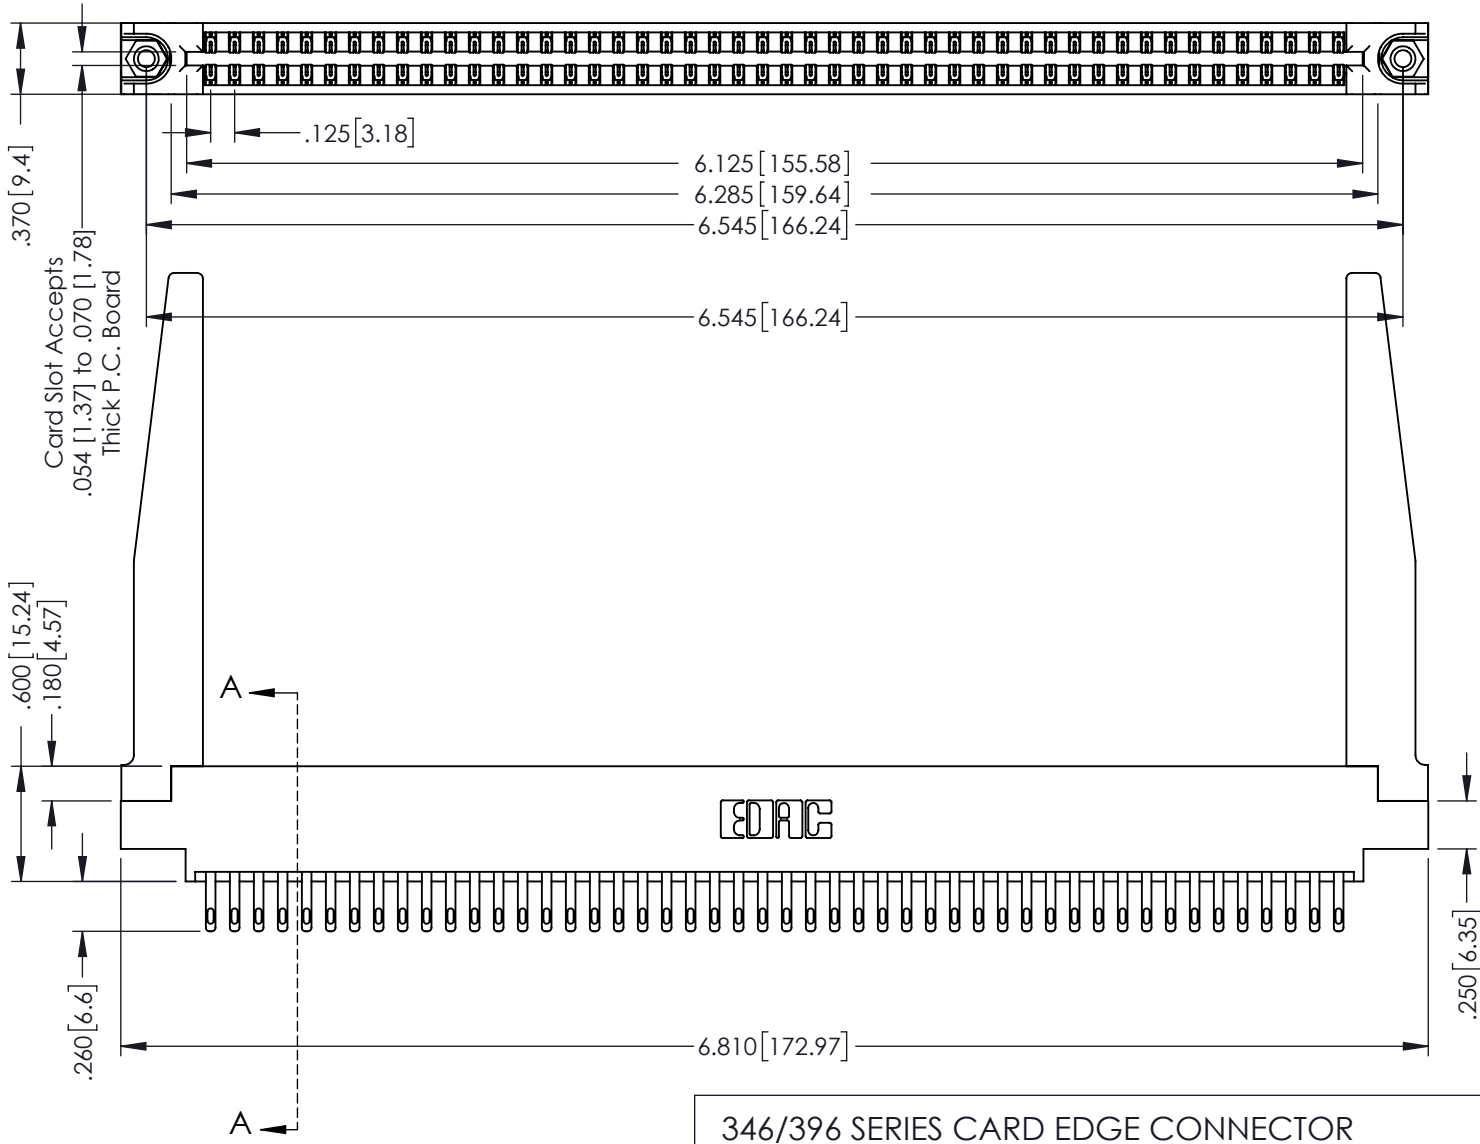 .370 [9.4]
Card Slot Accepts
.054 [1.37] to .070 [1.78]
Thick P.C. Board
.125[3.18]
6.125[155.58]
6.285[159.64]
6.545[166.24]
6.545[166.24]
.600 [15.24]
.180[4.57]
A
EDAC
.260[6.6]
.250[6.35]
6.810[172.97]
A
346/396 SERIES CARD EDGE CONNECTOR